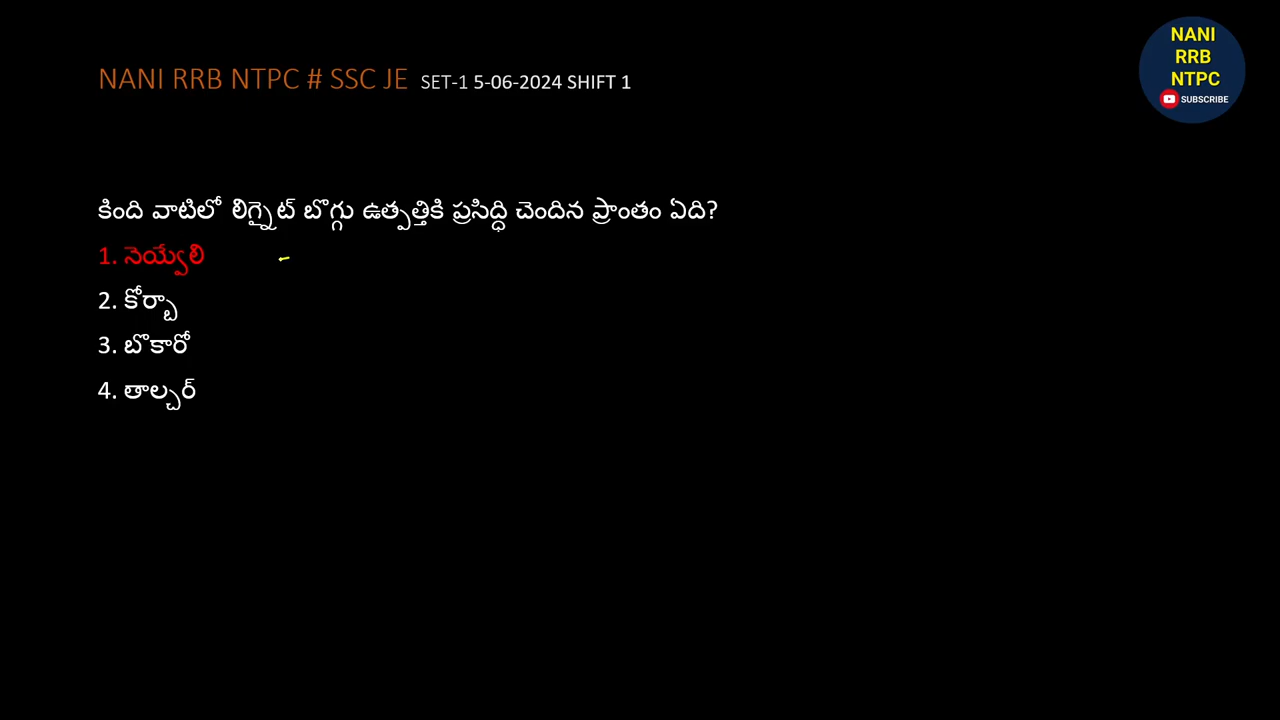 NANI RRB NTPC # SSC JE SET-1 5-06-2024 SHIFT 1
NANI
RRB
NTPC
SUBSCRIBE
కింది వాటిలో లిగ్నైట్ బొగ్గు ఉత్పత్తికి ప్రసిద్ధి చెందిన ప్రాంతం ఏది?
1. నెయ్వేలి
2. కోర్బా
3. బొకారో
4. తాల్చర్